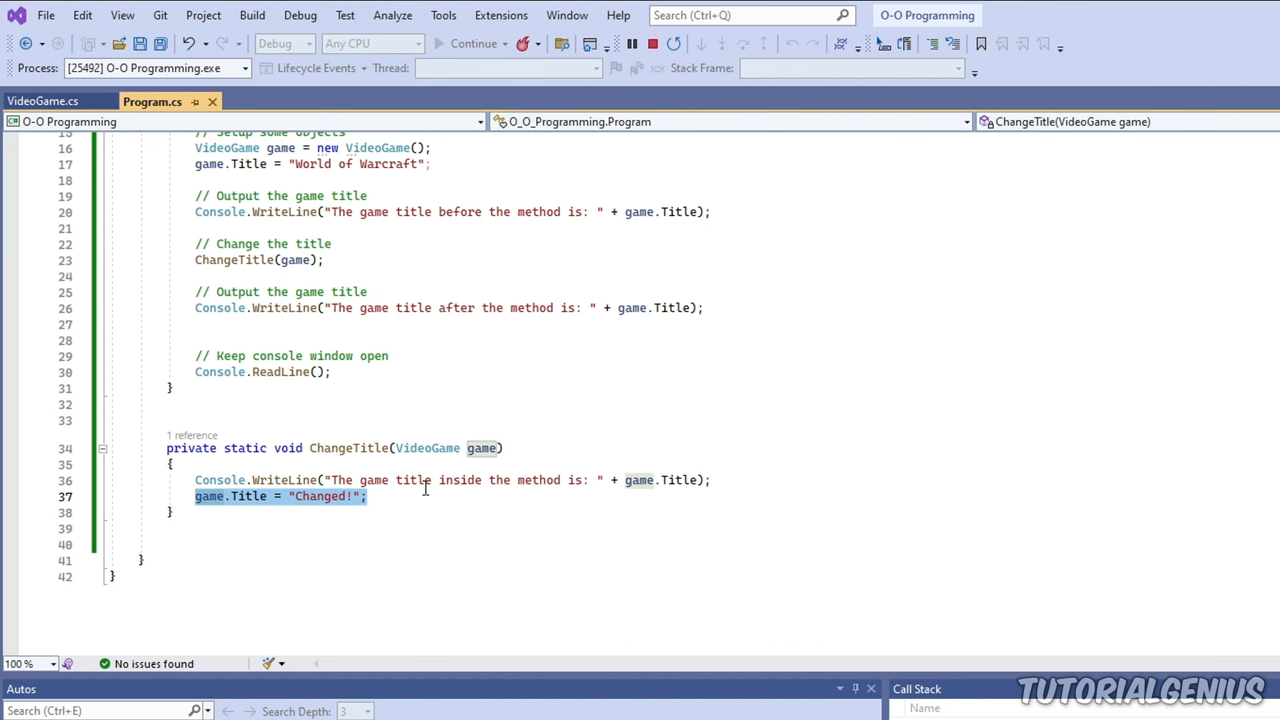 File Edit View Git Project Build Debug Test Analyze Tools Extensions Window Help Search (Ctrl+Q) O-O Programming
Debug Any CPU Continue
Process: [25492] O-O Programming.exe Lifecycle Events Thread: Stack Frame:
VideoGame.cs Program.cs
O-O Programming O_O_Programming.Program ChangeTitle(VideoGame game)
15 // Setup some objects
16 VideoGame game = new VideoGame();
17 game.Title = "World of Warcraft";
18
19 // Output the game title
20 Console.WriteLine("The game title before the method is: " + game.Title);
21
22 // Change the title
23 ChangeTitle(game);
24
25 // Output the game title
26 Console.WriteLine("The game title after the method is: " + game.Title);
27
28
29 // Keep console window open
30 Console.ReadLine();
31 }
32
33
1 reference
34 private static void ChangeTitle(VideoGame game)
35 {
36 Console.WriteLine("The game title inside the method is: " + game.Title);
37 game.Title = "Changed!";
38 }
39
40
41 }
42 }
100 % No issues found
Autos Call Stack
Search (Ctrl+E) Search Depth: 3 Name
TUTORIALGENIUS